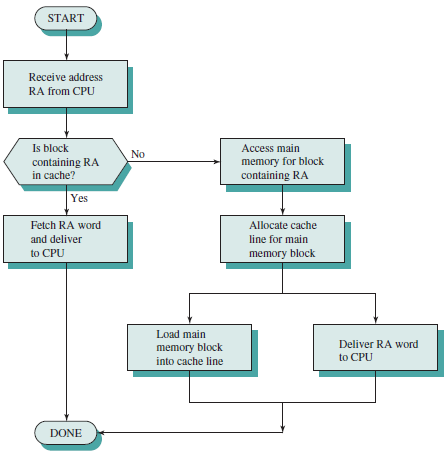 START
Receive address
RA from CPU
Is block
containing RA
in cache?
No
Yes
Access main
memory for block
containing RA
Fetch RA word
and deliver
to CPU
Allocate cache
line for main
memory block
Load main
memory block
into cache line
Deliver RA word
to CPU
DONE